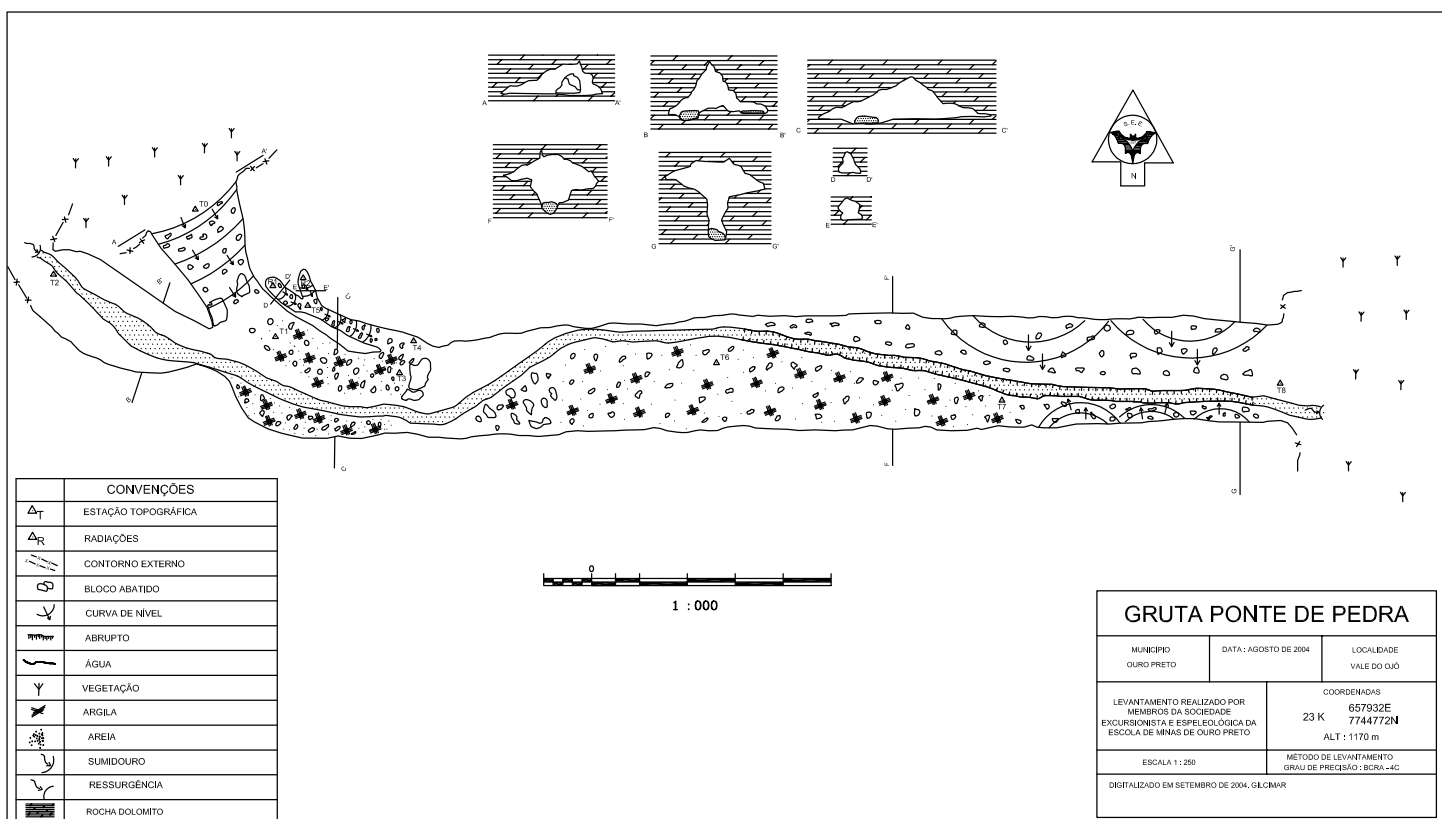 A
A'
B
B'
C
C'
F
F'
G
G'
D
D'
E
E'
S.E.E.
N
A'
T0
A
B'
T2
B
D'
D
E
E'
T5
C'
T1
T4
T3
C
T6
F'
F
T7
T8
G'
G
CONVENÇÕES
T ESTAÇÃO TOPOGRÁFICA
R RADIAÇÕES
CONTORNO EXTERNO
BLOCO ABATIDO
CURVA DE NÍVEL
ABRUPTO
ÁGUA
VEGETAÇÃO
ARGILA
AREIA
SUMIDOURO
RESSURGÊNCIA
ROCHA DOLOMITO
0
1 : 000
GRUTA PONTE DE PEDRA
MUNICÍPIO
OURO PRETO
DATA : AGOSTO DE 2004
LOCALIDADE
VALE DO OJÔ
LEVANTAMENTO REALIZADO POR
MEMBROS DA SOCIEDADE
EXCURSIONISTA E ESPELEOLÓGICA DA
ESCOLA DE MINAS DE OURO PRETO
COORDENADAS
23 K 657932E
7744772N
ALT : 1170 m
ESCALA 1 : 250
MÉTODO DE LEVANTAMENTO
GRAU DE PRECISÃO : BCRA - 4C
DIGITALIZADO EM SETEMBRO DE 2004. GILCIMAR